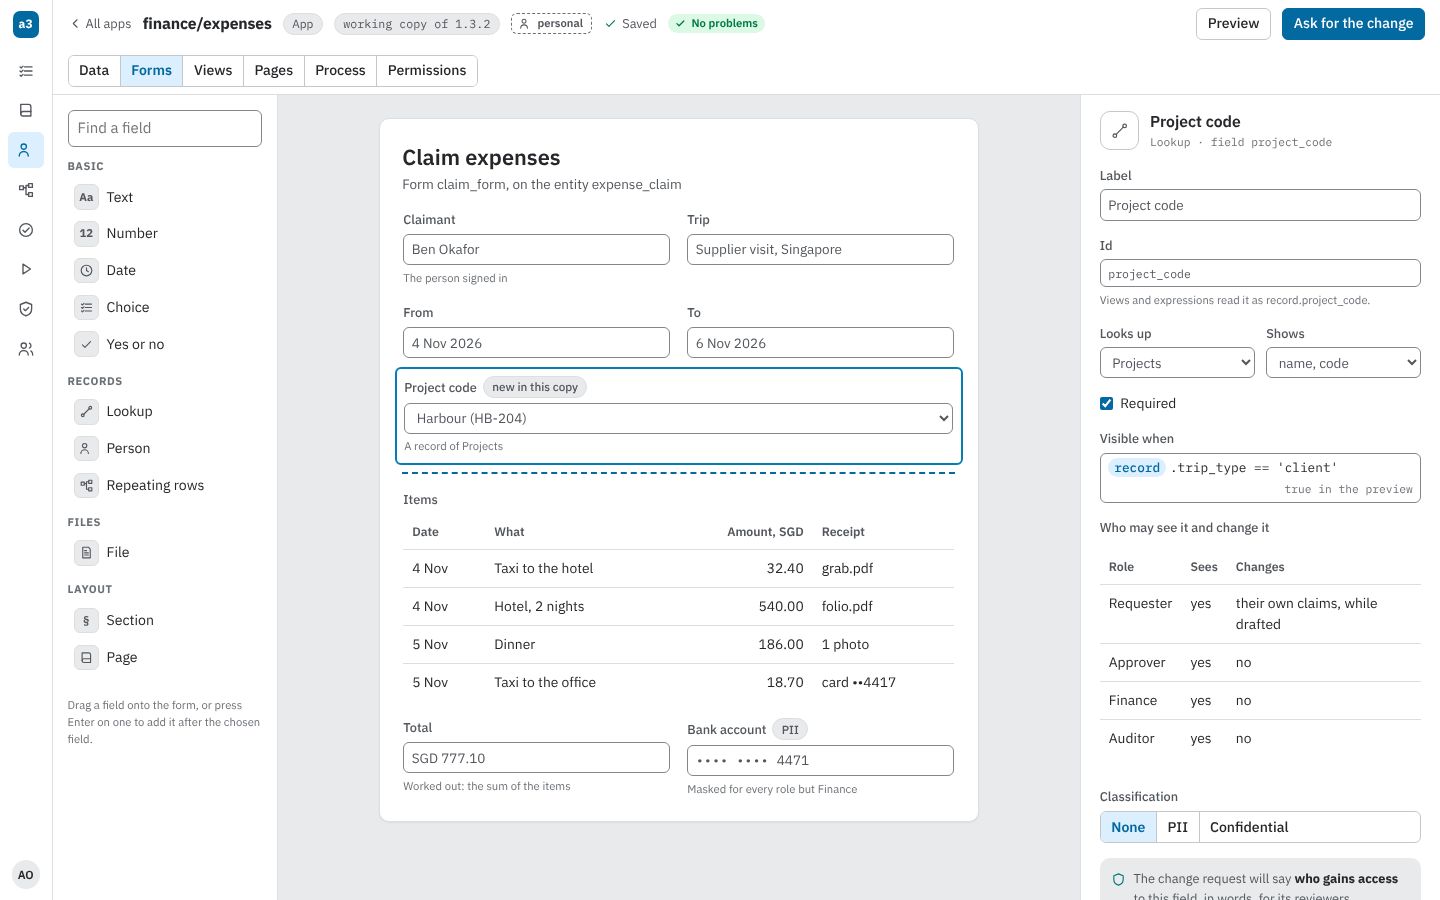 a3
All apps
finance/expenses
App
working copy of 1.3.2
personal
Saved
No problems
Preview
Ask for the change
Data
Forms
Views
Pages
Process
Permissions
Find a field
BASIC
Aa Text
12 Number
Date
Choice
Yes or no
RECORDS
Lookup
Person
Repeating rows
FILES
File
LAYOUT
§ Section
Page
Drag a field onto the form, or press
Enter on one to add it after the chosen
field.
AO
Claim expenses
Form claim_form, on the entity expense_claim
Claimant
Trip
Ben Okafor
Supplier visit, Singapore
The person signed in
From
To
4 Nov 2026
6 Nov 2026
Project code new in this copy
Harbour (HB-204)
A record of Projects
Items
Date What Amount, SGD Receipt
4 Nov Taxi to the hotel 32.40 grab.pdf
4 Nov Hotel, 2 nights 540.00 folio.pdf
5 Nov Dinner 186.00 1 photo
5 Nov Taxi to the office 18.70 card ••4417
Total
Bank account PII
SGD 777.10
•••• •••• 4471
Worked out: the sum of the items
Masked for every role but Finance
Project code
Lookup · field project_code
Label
Project code
Id
project_code
Views and expressions read it as record.project_code.
Looks up
Shows
Projects
name, code
Required
Visible when
record .trip_type == 'client'
true in the preview
Who may see it and change it
Role Sees Changes
Requester yes their own claims, while
drafted
Approver yes no
Finance yes no
Auditor yes no
Classification
None PII Confidential
The change request will say who gains access
to this field, in words, for its reviewers.